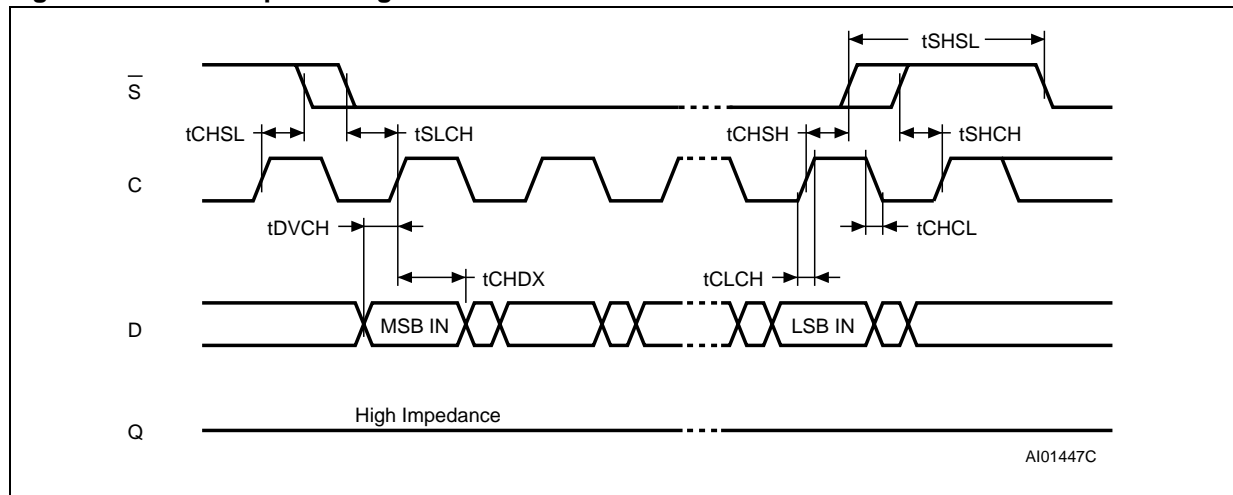 tSHSL
S̅
tCHSL
tSLCH
tCHSH
tSHCH
C
tDVCH
tCHCL
tCHDX
tCLCH
D
MSB IN
LSB IN
High Impedance
Q
AI01447C